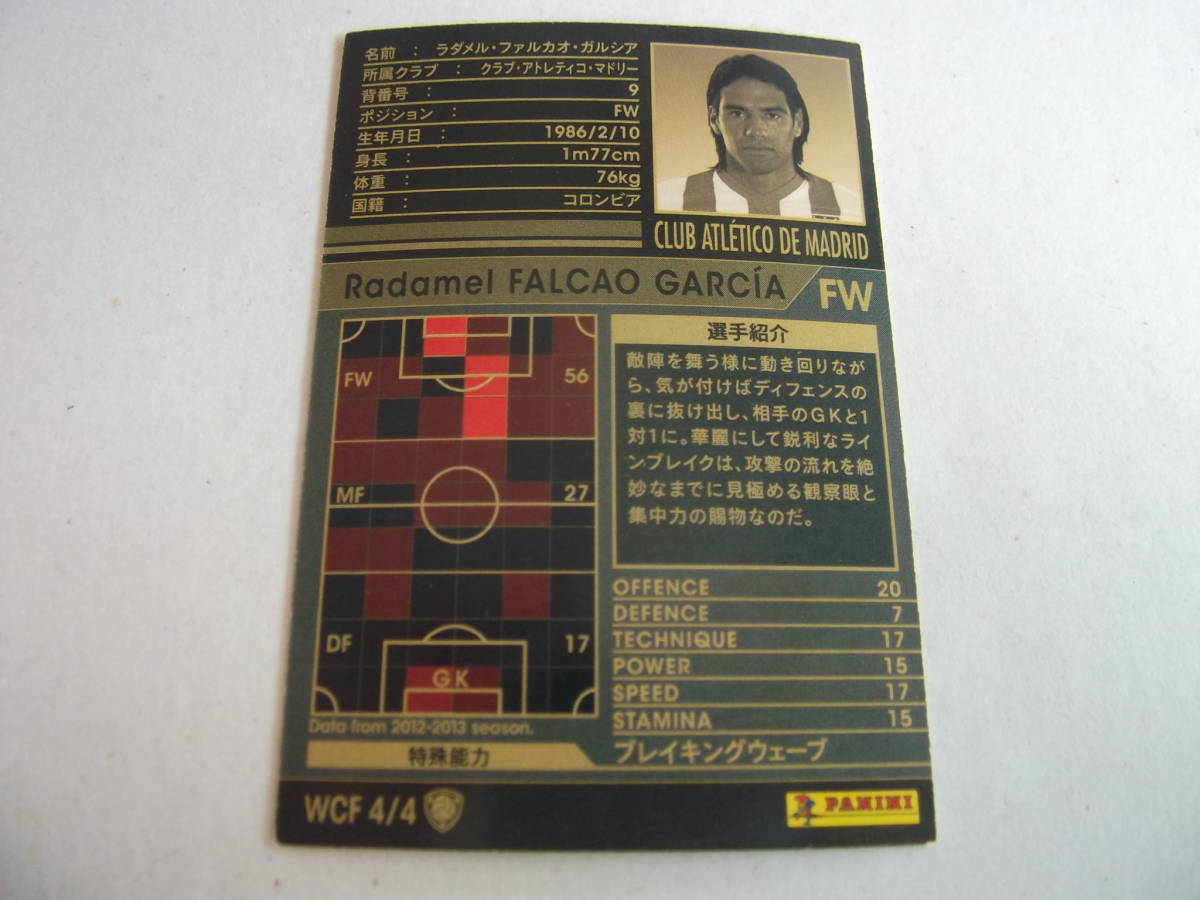 名前 : ラダメル・ファルカオ・ガルシア
所属クラブ : クラブ・アトレティコ・マドリー
背番号 : 9
ポジション : FW
生年月日 : 1986/2/10
身長 : 1m77cm
体重 : 76kg
国籍 : コロンビア
CLUB ATLÉTICO DE MADRID
Radamel FALCAO GARCÍA FW
FW 56
MF 27
DF 17
GK
Data from 2012-2013 season.
選手紹介
敵陣を舞う様に動き回りなが
ら、気が付けばディフェンスの
裏に抜け出し、相手のGKと1
対1に。華麗にして鋭利なライ
ンブレイクは、攻撃の流れを絶
妙なまでに見極める観察眼と
集中力の賜物なのだ。
OFFENCE 20
DEFENCE 7
TECHNIQUE 17
POWER 15
SPEED 17
STAMINA 15
特殊能力 ブレイキングウェーブ
WCF 4/4
PANINI